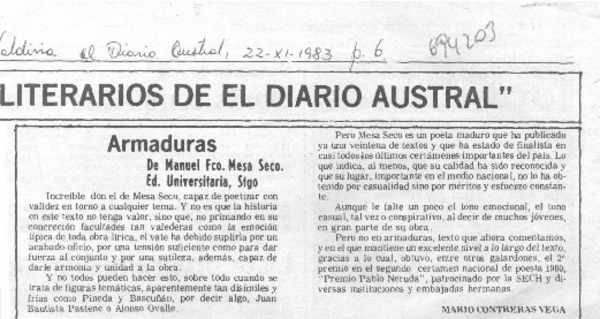 Valdivia el Diario Austral, 22-XI-1983 p. 6 694203
LITERARIOS DE EL DIARIO AUSTRAL”
Armaduras
De Manuel Fco. Mesa Seco.
Ed. Universitaria, Stgo
Increíble don el de Mesa Seco, capaz de poetizar con
validez en torno a cualquier tema. Y no es que la historia
en este texto no tenga valor, sino que, no primando en su
concreción facultades tan valederas como la emoción
típica de toda obra lírica, el vate ha debido suplirla por un
acabado oficio, por una tensión suficiente como para dar
fuerza al conjunto y por una sutileza, además, capaz de
darle armonía y unidad a la obra.
Y no todos pueden hacer esto, sobre todo cuando se
trata de figuras temáticas, aparentemente tan disímiles y
frías como Pineda y Bascuñán, por decir algo, Juan
Bautista Pastene o Alonso Ovalle.
Pero Mesa Seco es un poeta maduro que ha publicado
ya una veintena de textos y que ha estado de finalista en
casi todos los últimos certámenes importantes del país. Lo
que indica, al menos, que su calidad ha sido reconocida y
que su lugar, importante en el medio nacional, no lo ha ob-
tenido por casualidad sino por méritos y esfuerzo constan-
te.
Aunque le falte un poco el tono emocional, el tono
casual, tal vez o conspirativo, al decir de muchos jóvenes,
en gran parte de su obra.
Pero no en armaduras, texto que ahora comentamos,
y en el que mantiene un excelente nivel a lo largo del texto,
gracias a lo cual, obtuvo, entre otros galardones, el 2º
premio en el segundo certamen nacional de poesía 1980,
"Premio Pablo Neruda", patrocinado por la SECH y di-
versas instituciones y embajadas hermanas.
MARIO CONTRERAS VEGA